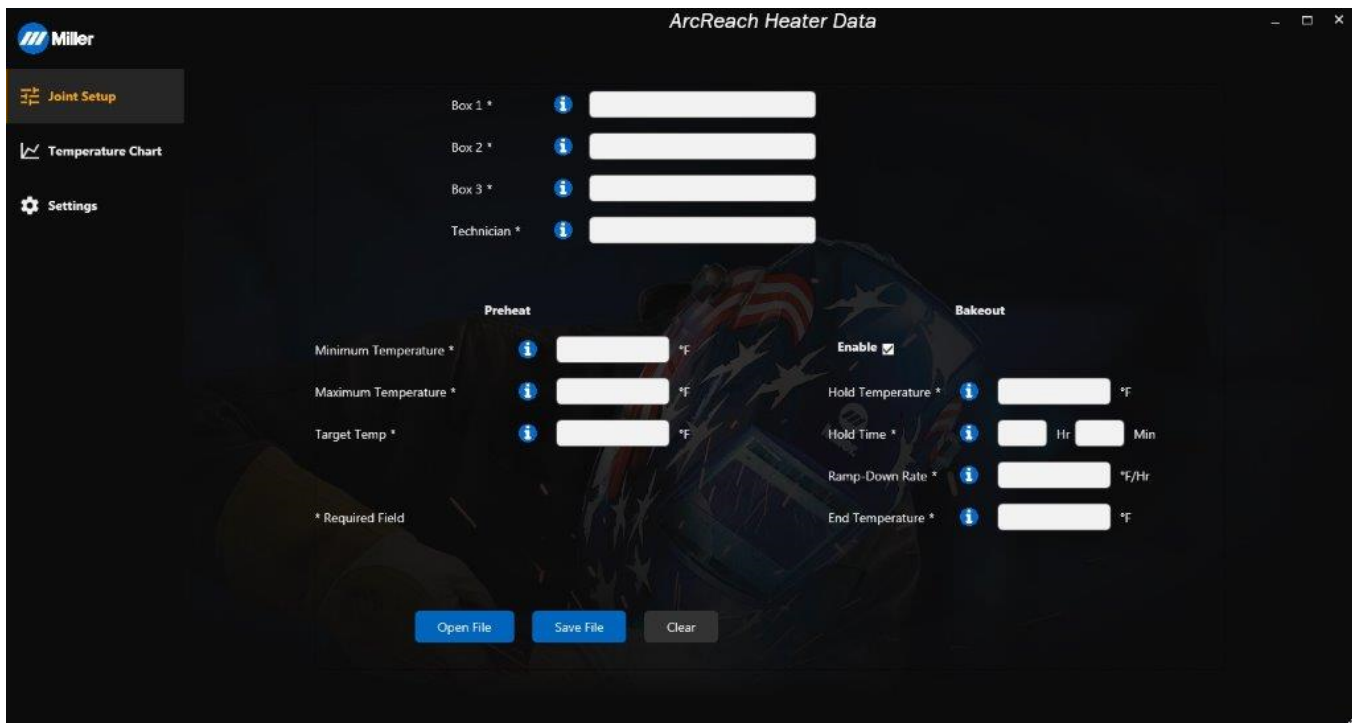 ArcReach Heater Data
Miller
Joint Setup
Temperature Chart
Settings
Box 1 *
Box 2 *
Box 3 *
Technician *
Preheat
Minimum Temperature * °F
Maximum Temperature * °F
Target Temp * °F
* Required Field
Bakeout
Enable
Hold Temperature * °F
Hold Time * Hr Min
Ramp-Down Rate * °F/Hr
End Temperature * °F
Open File Save File Clear